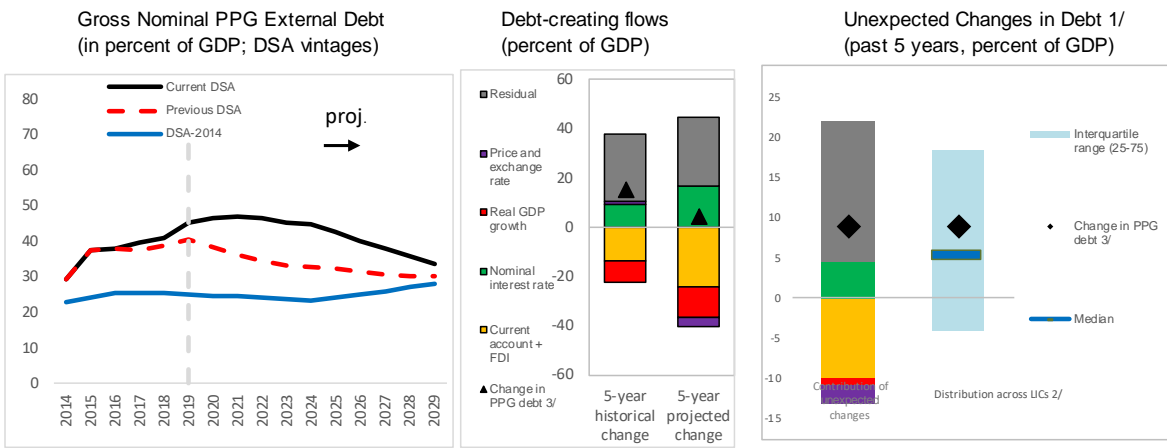 Gross Nominal PPG External Debt
(in percent of GDP; DSA vintages)
80
70
60
50
40
30
20
10
0
Current DSA
Previous DSA
DSA-2014
proj.
2014
2015
2016
2017
2018
2019
2020
2021
2022
2023
2024
2025
2026
2027
2028
2029
Debt-creating flows
(percent of GDP)
Residual
Price and
exchange
rate
Real GDP
growth
Nominal
interest rate
Current
account +
FDI
Change in
PPG debt 3/
60
40
20
0
-20
-40
-60
5-year
historical
change
5-year
projected
change
Unexpected Changes in Debt 1/
(past 5 years, percent of GDP)
25
20
15
10
5
0
-5
-10
-15
Contribution of
unexpected
changes
Distribution across LICs 2/
Interquartile
range (25-75)
Change in PPG
debt 3/
Median